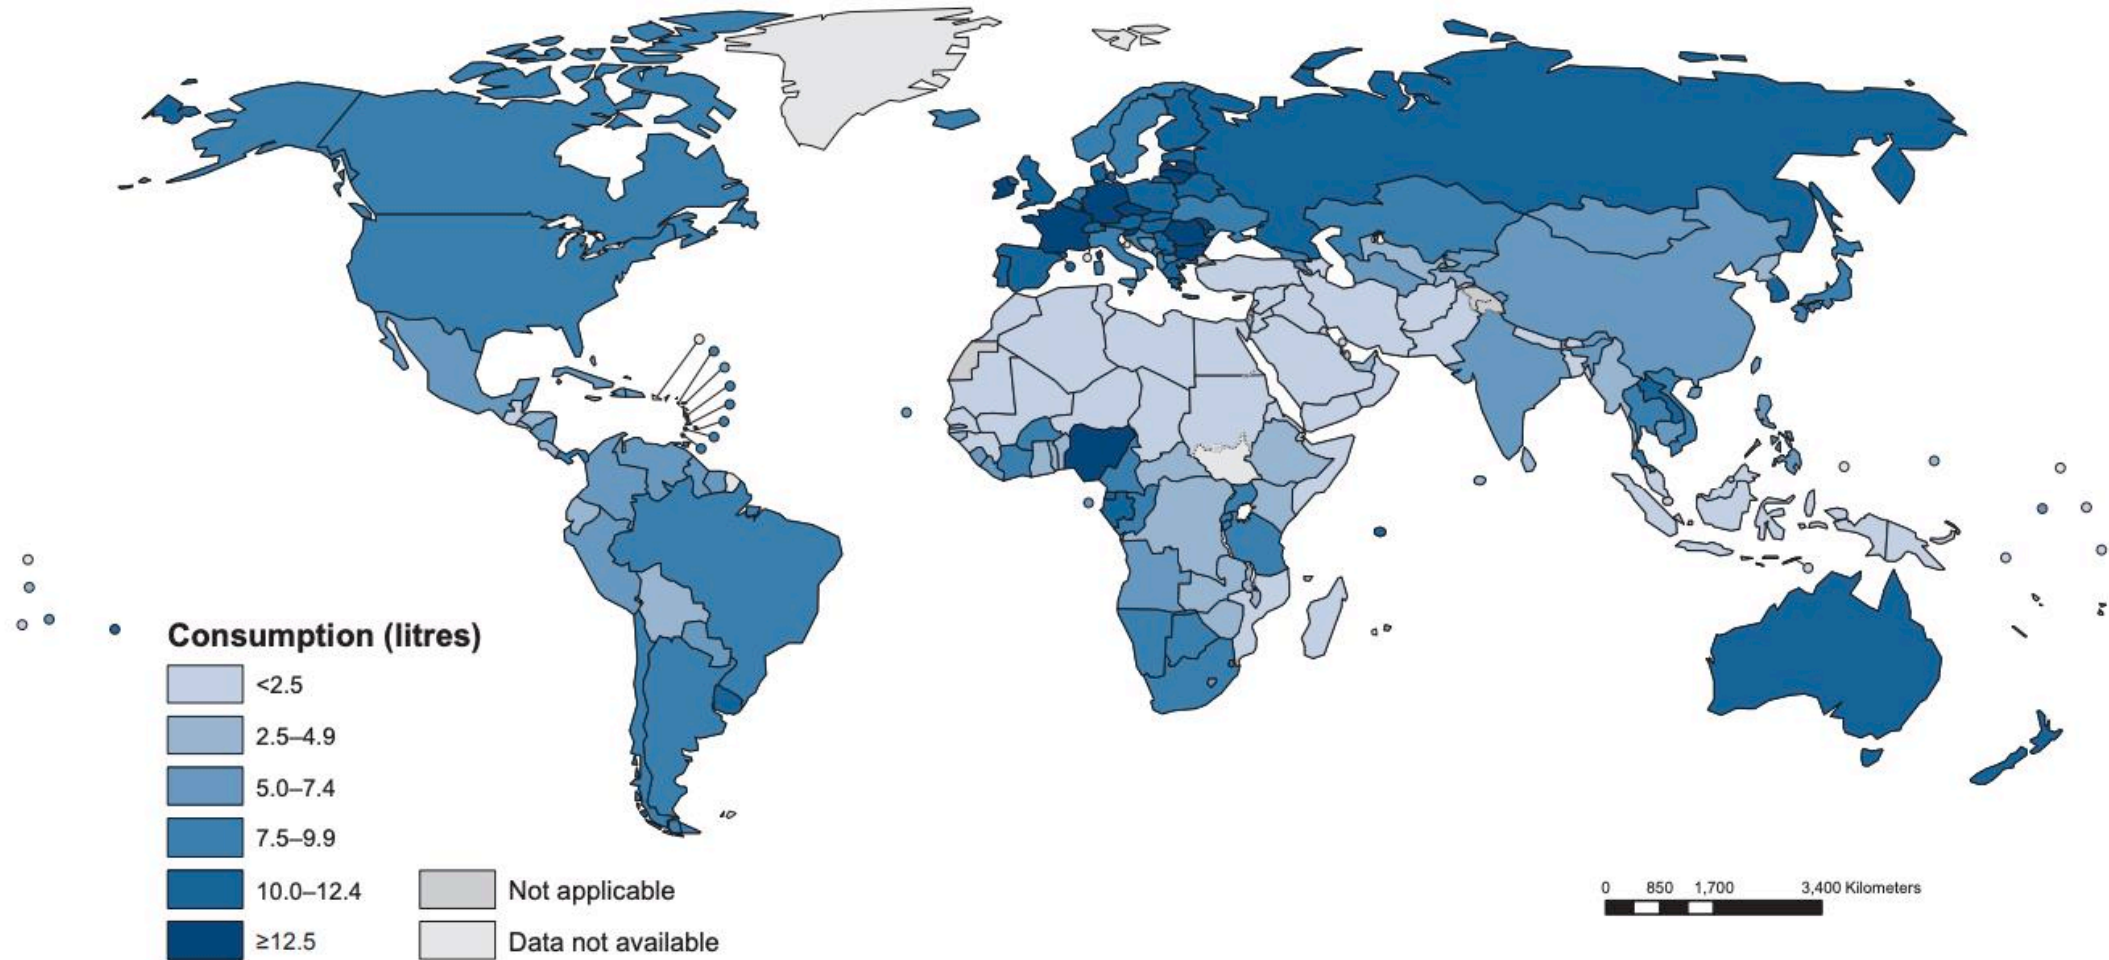 Consumption (litres)
<2.5
2.5–4.9
5.0–7.4
7.5–9.9
10.0–12.4
≥12.5
Not applicable
Data not available
0 850 1,700 3,400 Kilometers